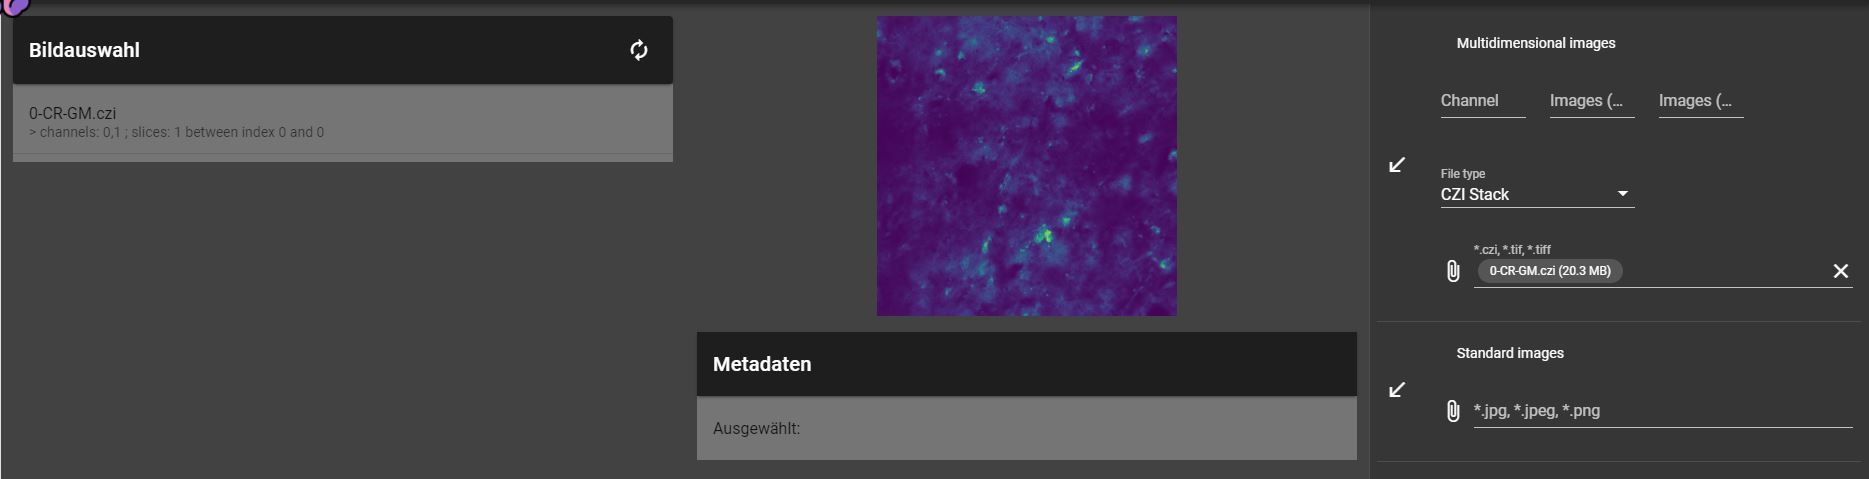 Bildauswahl
0-CR-GM.czi
> channels: 0,1 ; slices: 1 between index 0 and 0
Metadaten
Ausgewählt:
Multidimensional images
Channel Images (... Images (...
File type
CZI Stack
*.czi, *.tif, *.tiff
0-CR-GM.czi (20.3 MB)
Standard images
*.jpg, *.jpeg, *.png